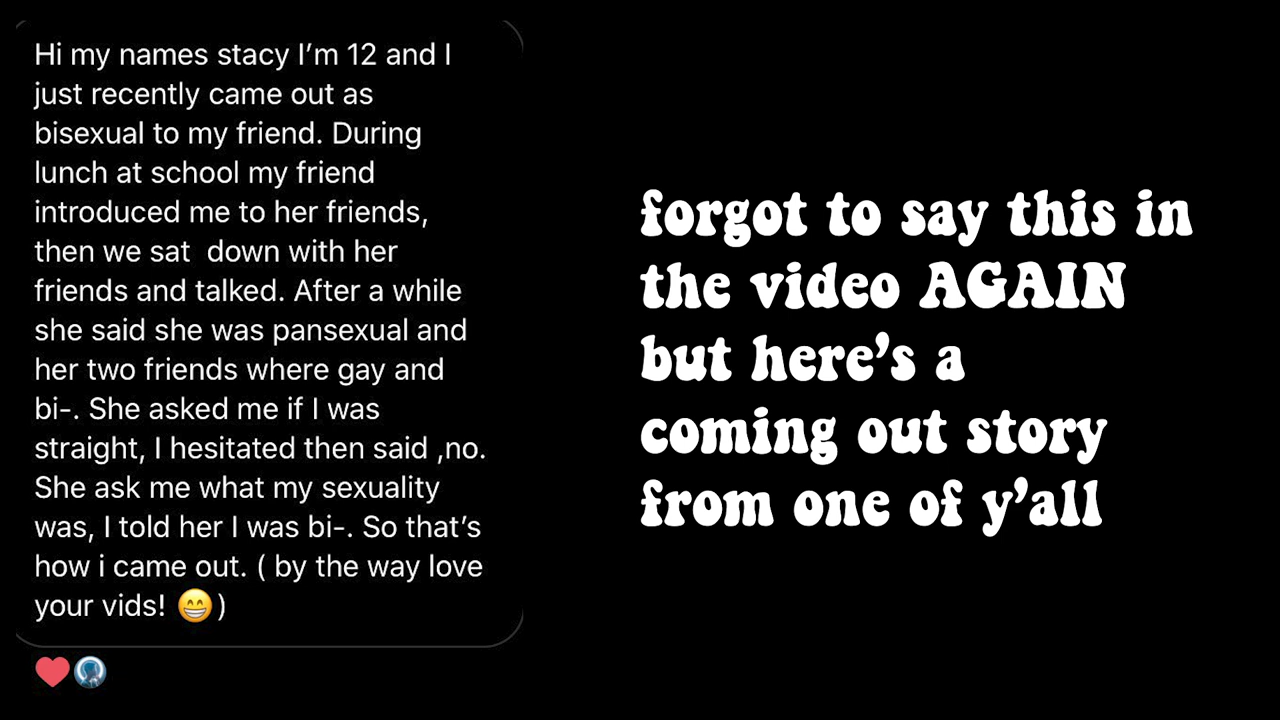 Hi my names stacy I'm 12 and I
just recently came out as
bisexual to my friend. During
lunch at school my friend
introduced me to her friends,
then we sat  down with her
friends and talked. After a while
she said she was pansexual and
her two friends where gay and
bi-. She asked me if I was
straight, I hesitated then said ,no.
She ask me what my sexuality
was, I told her I was bi-. So that's
how i came out. ( by the way love
your vids! 😁)
forgot to say this in
the video AGAIN
but here's a
coming out story
from one of y'all